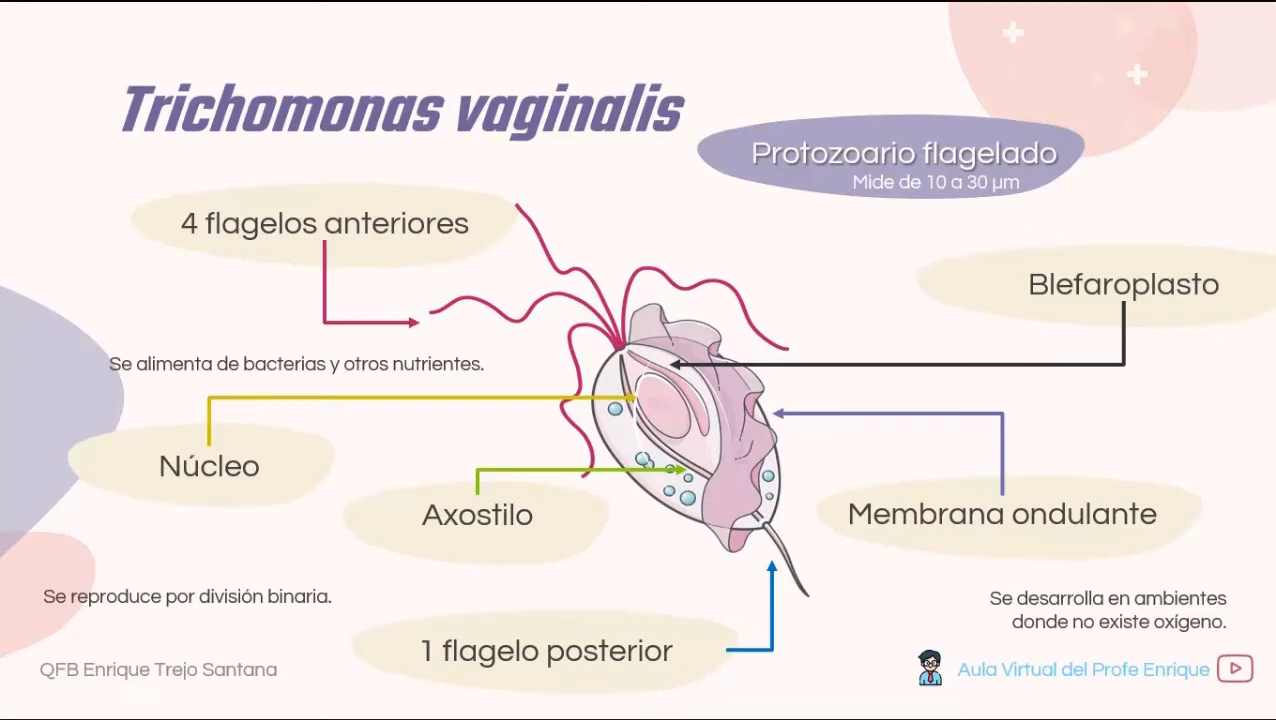 Trichomonas vaginalis
Protozoario flagelado
Mide de 10 a 30 µm
4 flagelos anteriores
Blefaroplasto
Se alimenta de bacterias y otros nutrientes.
Núcleo
Axostilo
Membrana ondulante
Se reproduce por división binaria.
Se desarrolla en ambientes
donde no existe oxígeno.
1 flagelo posterior
QFB Enrique Trejo Santana
Aula Virtual del Profe Enrique